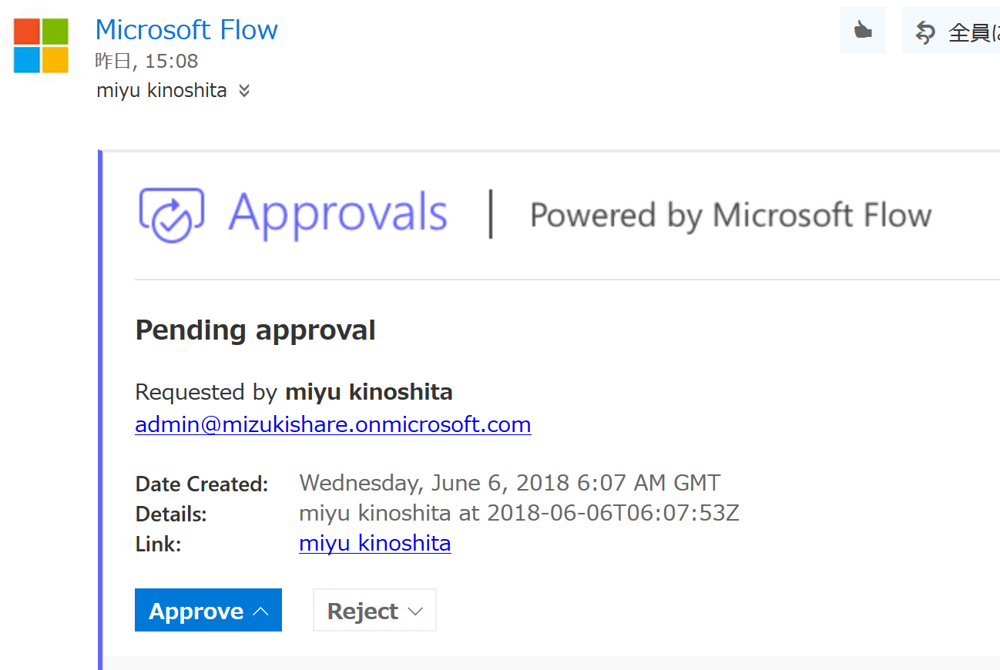 Microsoft Flow
昨日, 15:08
miyu kinoshita
全員に
Approvals | Powered by Microsoft Flow
Pending approval
Requested by miyu kinoshita
admin@mizukishare.onmicrosoft.com
Date Created: Wednesday, June 6, 2018 6:07 AM GMT
Details: miyu kinoshita at 2018-06-06T06:07:53Z
Link: miyu kinoshita
Approve Reject